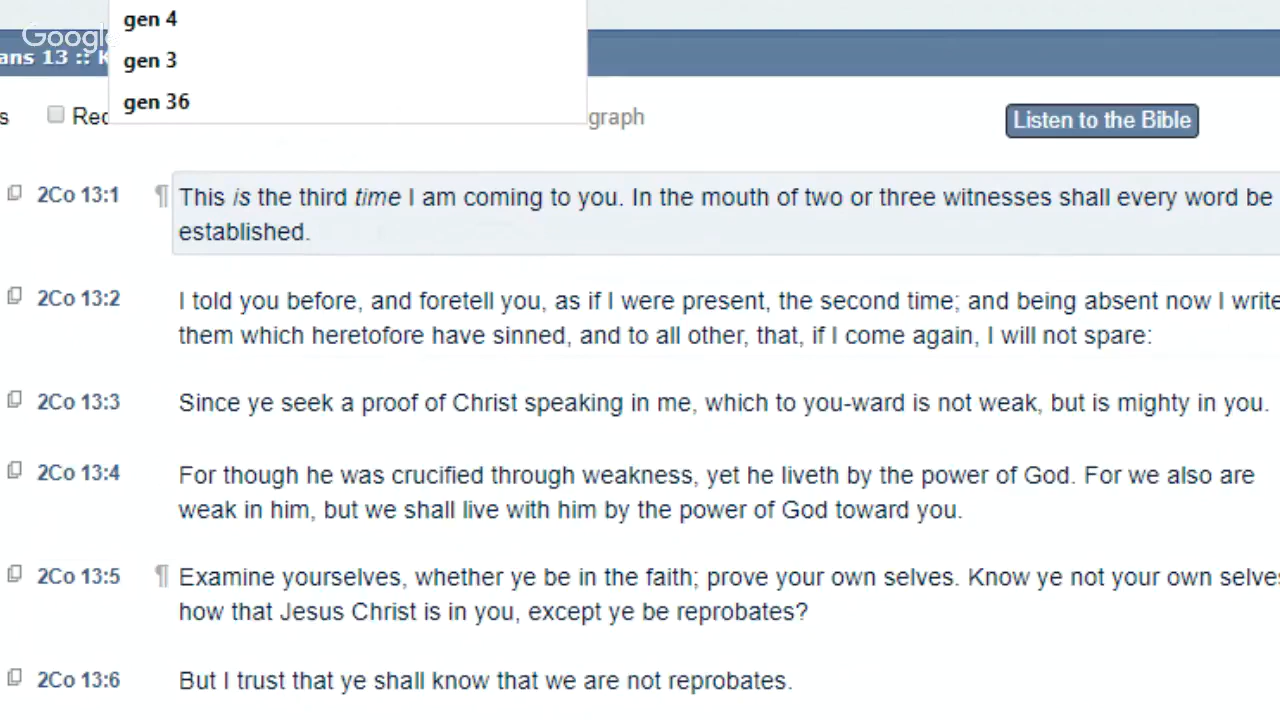 gen 4
Google
ans 13 :: K
gen 3
gen 36
s Rec graph
Listen to the Bible
2Co 13:1 ¶ This is the third time I am coming to you. In the mouth of two or three witnesses shall every word be
established.
2Co 13:2 I told you before, and foretell you, as if I were present, the second time; and being absent now I write
them which heretofore have sinned, and to all other, that, if I come again, I will not spare:
2Co 13:3 Since ye seek a proof of Christ speaking in me, which to you-ward is not weak, but is mighty in you.
2Co 13:4 For though he was crucified through weakness, yet he liveth by the power of God. For we also are
weak in him, but we shall live with him by the power of God toward you.
2Co 13:5 ¶ Examine yourselves, whether ye be in the faith; prove your own selves. Know ye not your own selves
how that Jesus Christ is in you, except ye be reprobates?
2Co 13:6 But I trust that ye shall know that we are not reprobates.